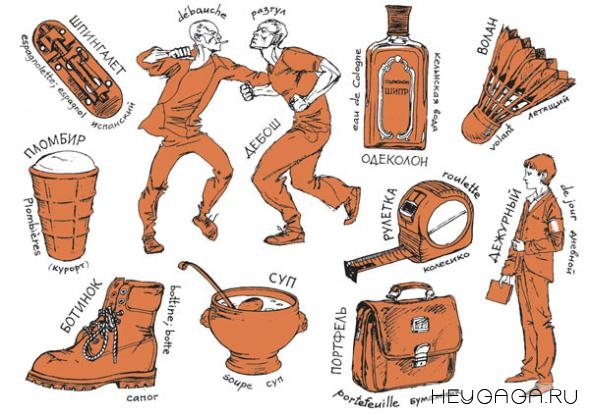 ШПИНГАЛЕТ
espagnolette, espagnol испанский
débauche
разгул
ДЕБОШ
eau de Cologne
ШИПР
кельнская вода
ОДЕКОЛОН
ВОЛАН
volant
летящий
ПЛОМБИР
Plombières
(курорт)
РУЛЕТКА
roulette
колесико
ДЕЖУРНЫЙ
de jour дневной
БОТИНОК
bottine; botte
сапог
СУП
soupe суп
ПОРТФЕЛЬ
portefeuille
HEYGAGA.RU